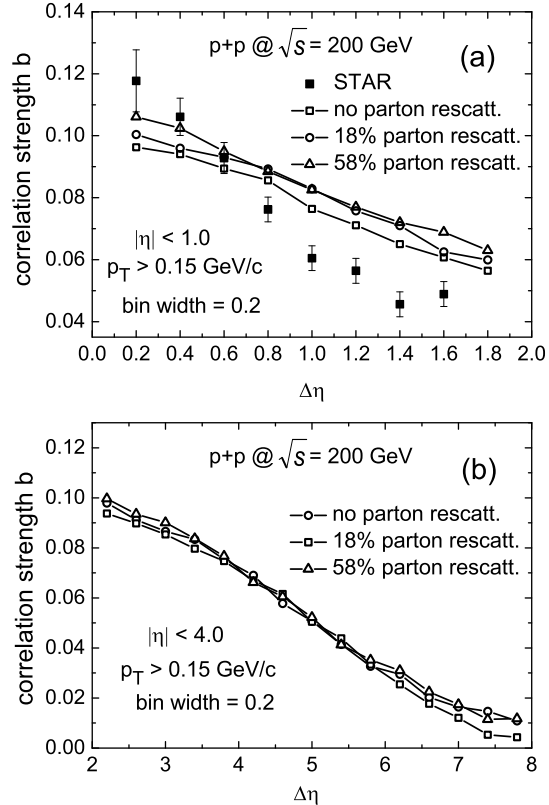 p+p @ √s = 200 GeV
(a)
STAR
no parton rescatt.
18% parton rescatt.
58% parton rescatt.
|η| < 1.0
pT > 0.15 GeV/c
bin width = 0.2
correlation strength b
0.14
0.12
0.10
0.08
0.06
0.04
0.0 0.2 0.4 0.6 0.8 1.0 1.2 1.4 1.6 1.8 2.0
Δη
p+p @ √s = 200 GeV
(b)
no parton rescatt.
18% parton rescatt.
58% parton rescatt.
|η| < 4.0
pT > 0.15 GeV/c
bin width = 0.2
correlation strength b
0.12
0.10
0.08
0.06
0.04
0.02
0.00
2 3 4 5 6 7 8
Δη